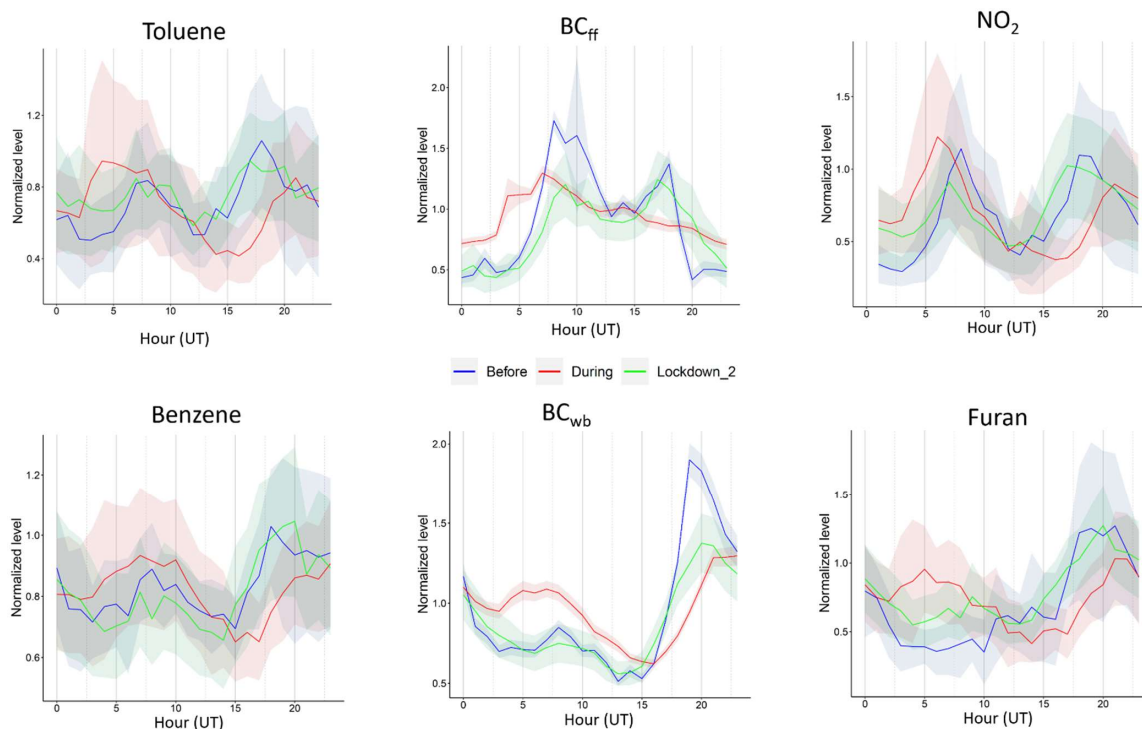 Toluene
BCff
NO2
Normalized level
1.2
0.8
0.4
0
5
10
15
20
Hour (UT)
Normalized level
2.0
1.5
1.0
0.5
0
5
10
15
20
Hour (UT)
Normalized level
1.5
1.0
0.5
0
5
10
15
20
Hour (UT)
Before
During
Lockdown_2
Benzene
BCwb
Furan
Normalized level
1.2
1.0
0.8
0.6
0
5
10
15
20
Hour (UT)
Normalized level
2.0
1.5
1.0
0.5
0
5
10
15
20
Hour (UT)
Normalized level
1.5
1.0
0.5
0
5
10
15
20
Hour (UT)